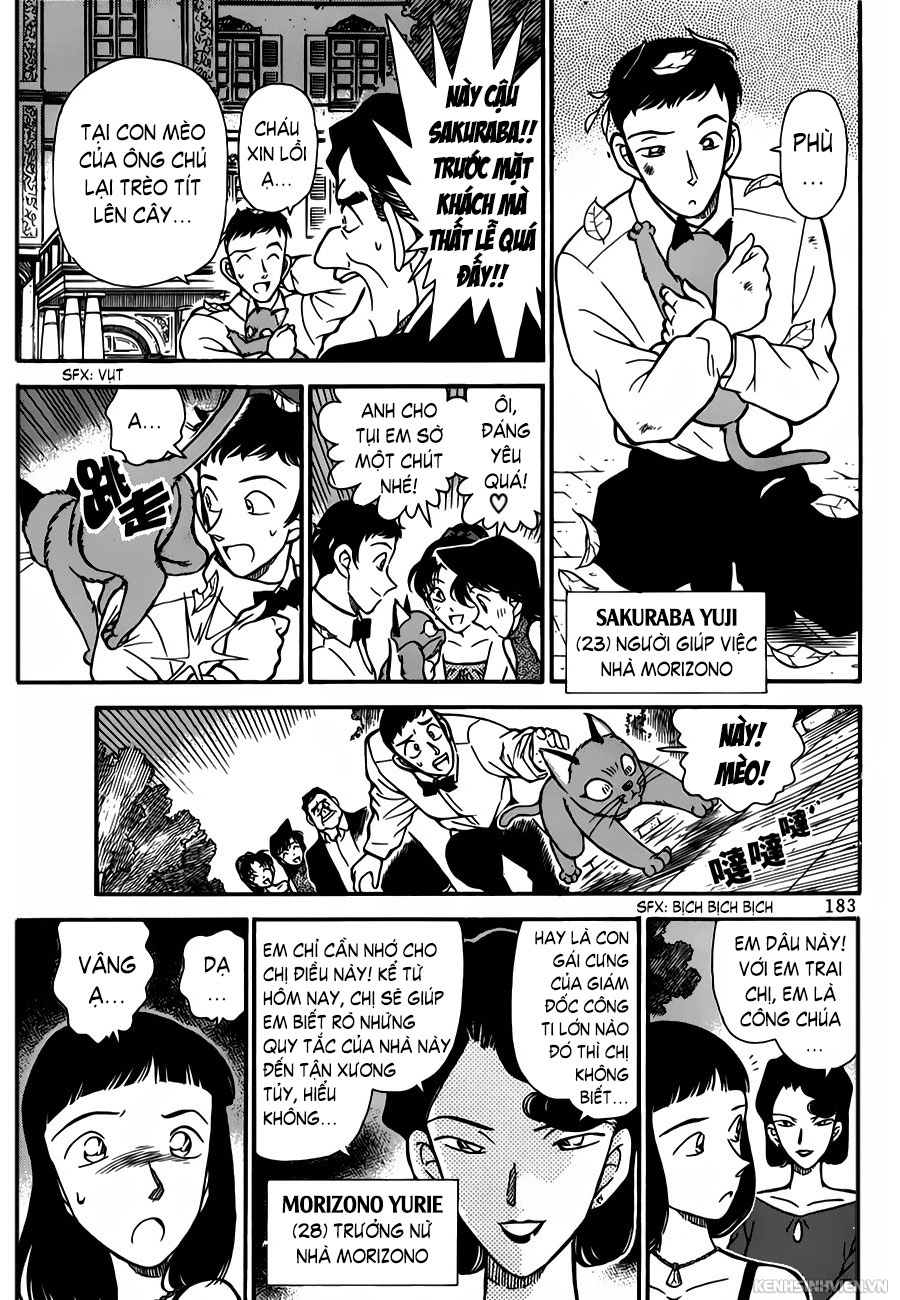 PHÙ
...
SAKURABA YUJI
(23) NGƯỜI GIÚP VIỆC
NHÀ MORIZONO
NÀY CẬU
SAKURABA!!
TRƯỚC MẶT
KHÁCH MÀ
THẤT LỄ QUÁ
ĐẤY!!
CHÁU
XIN LỖI
Ạ...
TẠI CON MÈO
CỦA ÔNG CHỦ
LẠI TRÈO TÍT
LÊN CÂY...
SFX: VỤT
ÔI,
ĐÁNG
YÊU
QUÁ!
♡
ANH CHO
TỤI EM SỜ
MỘT CHÚT
NHÉ!
A...
跳走
NÀY!
MÈO!
噠噠噠
SFX: BỊCH BỊCH BỊCH
183
EM DÂU NÀY!
VỚI EM TRAI
CHỊ, EM LÀ
CÔNG CHÚA
...
HAY LÀ CON
GÁI CƯNG
CỦA GIÁM
ĐỐC CÔNG
TI LỚN NÀO
ĐÓ THÌ CHỊ
KHÔNG
BIẾT...
EM CHỈ CẦN NHỚ CHO
CHỊ ĐIỀU NÀY! KỂ TỪ
HÔM NAY, CHỊ SẼ GIÚP
EM BIẾT RÕ NHỮNG
QUY TẮC CỦA NHÀ NÀY
ĐẾN TẬN XƯƠNG
TỦY, HIỂU
KHÔNG...
MORIZONO YURIE
(28) TRƯỞNG NỮ
NHÀ MORIZONO
DẠ
...
VÂNG
Ạ...
KENHSINHVIEN.VN